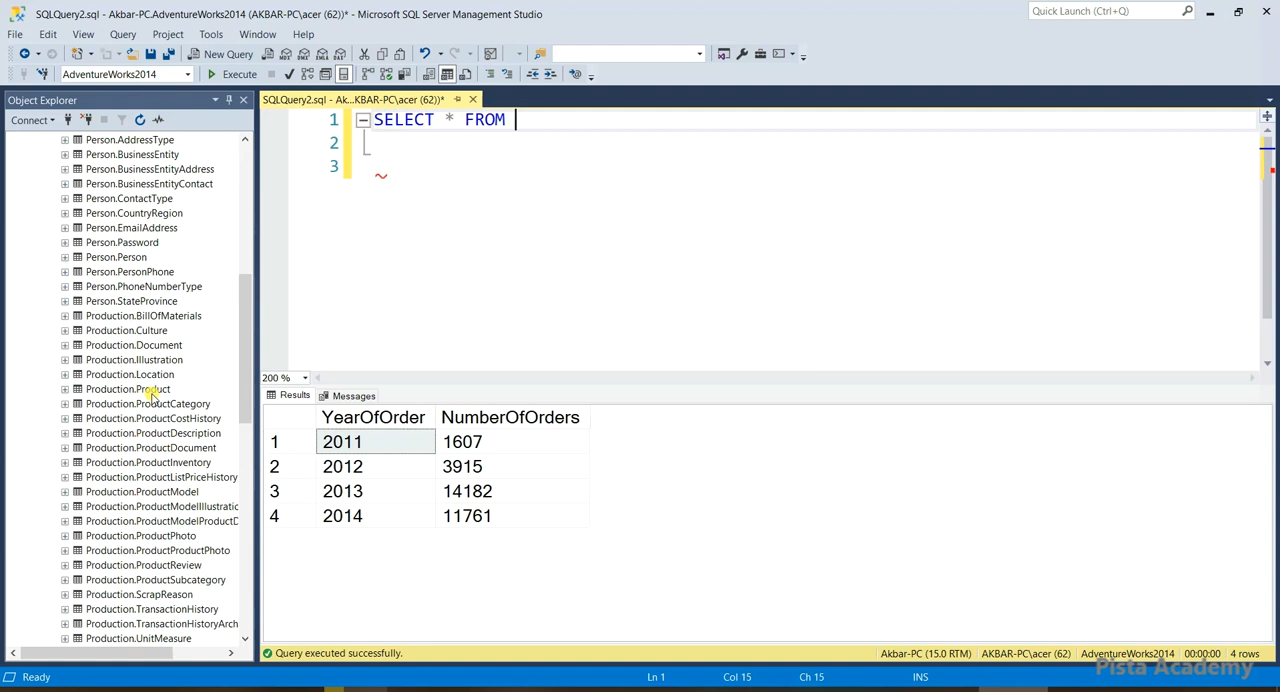 SQLQuery2.sql - Akbar-PC.AdventureWorks2014 (AKBAR-PC\acer (62))* - Microsoft SQL Server Management Studio
Quick Launch (Ctrl+Q)
File Edit View Query Project Tools Window Help
New Query
AdventureWorks2014
Execute
Object Explorer
SQLQuery2.sql - Ak...KBAR-PC\acer (62))*
Connect
Person.AddressType
Person.BusinessEntity
Person.BusinessEntityAddress
Person.BusinessEntityContact
Person.ContactType
Person.CountryRegion
Person.EmailAddress
Person.Password
Person.Person
Person.PersonPhone
Person.PhoneNumberType
Person.StateProvince
Production.BillOfMaterials
Production.Culture
Production.Document
Production.Illustration
Production.Location
Production.Product
Production.ProductCategory
Production.ProductCostHistory
Production.ProductDescription
Production.ProductDocument
Production.ProductInventory
Production.ProductListPriceHistory
Production.ProductModel
Production.ProductModelIllustratio
Production.ProductModelProductD
Production.ProductPhoto
Production.ProductProductPhoto
Production.ProductReview
Production.ProductSubcategory
Production.ScrapReason
Production.TransactionHistory
Production.TransactionHistoryArch
Production.UnitMeasure
1 SELECT * FROM
2
3
200 %
Results Messages
YearOfOrder NumberOfOrders
1 2011 1607
2 2012 3915
3 2013 14182
4 2014 11761
Query executed successfully.
Akbar-PC (15.0 RTM) AKBAR-PC\acer (62) AdventureWorks2014 00:00:00 4 rows
Pista Academy
Ready Ln 1 Col 15 Ch 15 INS